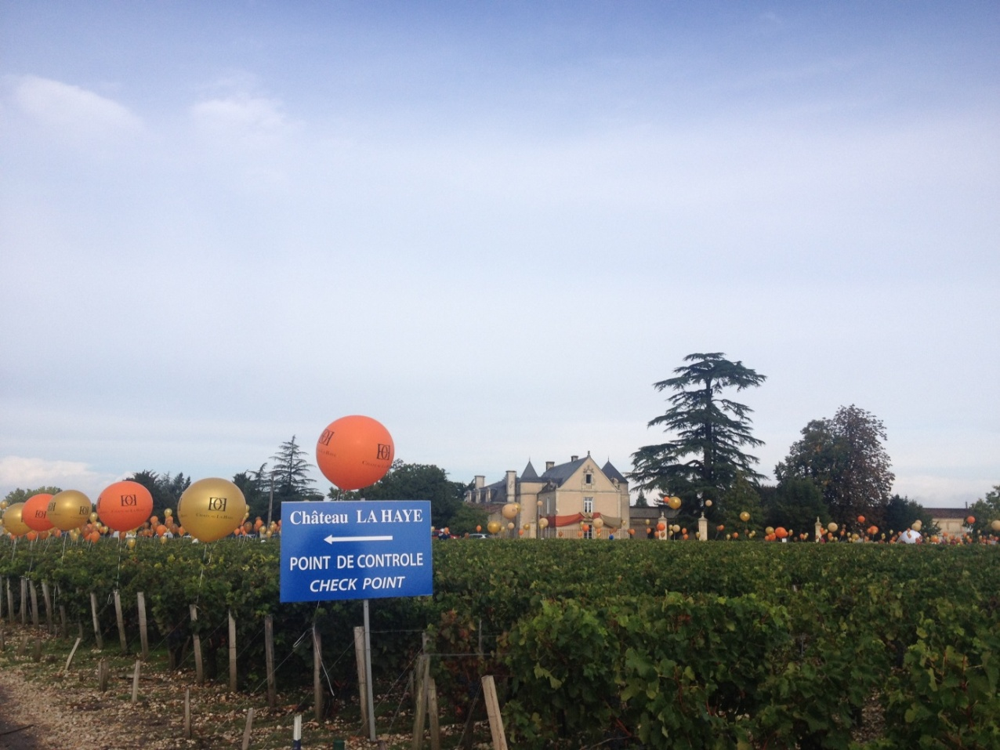 Château LA HAYE
POINT DE CONTROLE
CHECK POINT